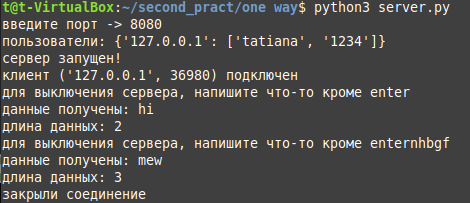 t@t-VirtualBox:~/second_pract/one way$ python3 server.py
введите порт -> 8080
пользователи: {'127.0.0.1': ['tatiana', '1234']}
сервер запущен!
клиент ('127.0.0.1', 36980) подключен
для выключения сервера, напишите что-то кроме enter
данные получены: hi
длина данных: 2
для выключения сервера, напишите что-то кроме enternhbgf
данные получены: mew
длина данных: 3
закрыли соединение